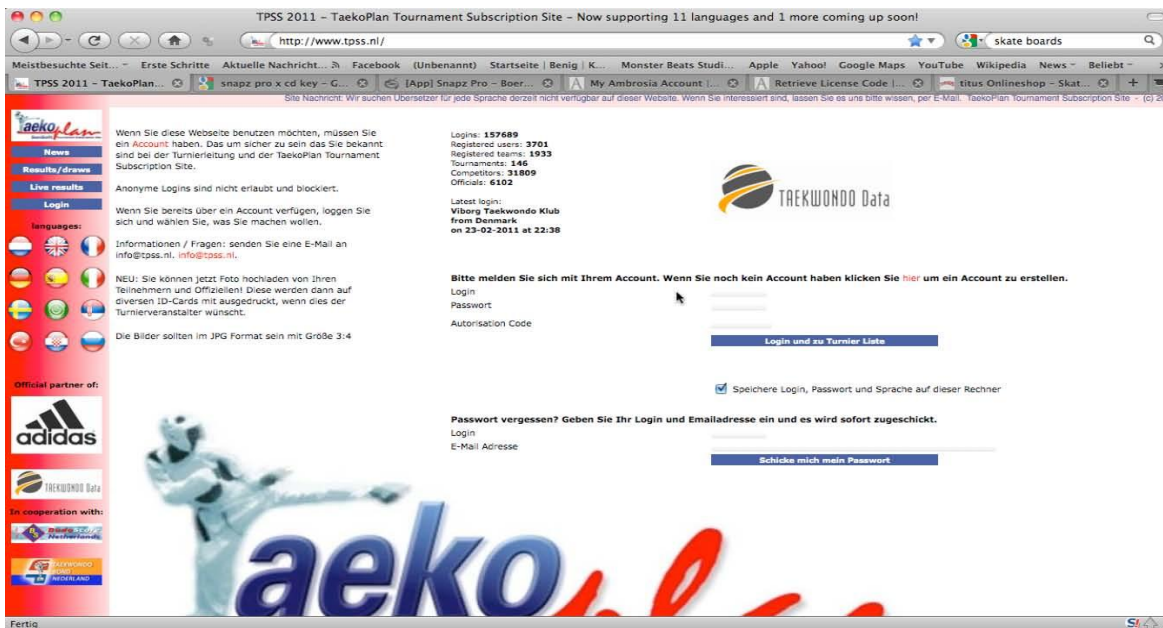 TPSS 2011 – TaekoPlan Tournament Subscription Site – Now supporting 11 languages and 1 more coming up soon!
http://www.tpss.nl/
skate boards
Meistbesuchte Seit... Erste Schritte Aktuelle Nachricht... Facebook (Unbenannt) Startseite | Benig | K... Monster Beats Studi... Apple Yahoo! Google Maps YouTube Wikipedia News Beliebt
TPSS 2011 – TaekoPlan... snapz pro x cd key – G... [App] Snapz Pro – Boer... My Ambrosia Account |... Retrieve License Code |... titus Onlineshop – Skat...
Site Nachricht: Wir suchen Übersetzer für jede Sprache derzeit nicht verfügbar auf dieser Website. Wenn Sie interessiert sind, lassen Sie es uns bitte wissen, per E-Mail. TaekoPlan Tournament Subscription Site - (c) 2
aekoplan
News
Results/draws
Live results
Login
languages:
Official partner of:
adidas
TAEKWONDO Data
In cooperation with:
Budo
Netherlands
TAEKWONDO
BOND
NEDERLAND
Wenn Sie diese Webseite benutzen möchten, müssen Sie
ein Account haben. Das um sicher zu sein das Sie bekannt
sind bei der Turnierleitung und der TaekoPlan Tournament
Subscription Site.
Anonyme Logins sind nicht erlaubt und blockiert.
Wenn Sie bereits über ein Account verfügen, loggen Sie
sich und wählen Sie, was Sie machen wollen.
Informationen / Fragen: senden Sie eine E-Mail an
info@tpss.nl. info@tpss.nl.
NEU: Sie können jetzt Foto hochladen von Ihren
Teilnehmern und Offiziellen! Diese werden dann auf
diversen ID-Cards mit ausgedruckt, wenn dies der
Turnierveranstalter wünscht.
Die Bilder sollten im JPG Format sein mit Größe 3:4
Logins: 157689
Registered users: 3701
Registered teams: 1933
Tournaments: 146
Competitors: 31809
Officials: 6102
Latest login:
Viborg Taekwondo Klub
from Denmark
on 23-02-2011 at 22:38
TAEKWONDO Data
Bitte melden Sie sich mit Ihrem Account. Wenn Sie noch kein Account haben klicken Sie hier um ein Account zu erstellen.
Login
Passwort
Autorisation Code
Login und zu Turnier Liste
Speichere Login, Passwort und Sprache auf dieser Rechner
Passwort vergessen? Geben Sie Ihr Login und Emailadresse ein und es wird sofort zugeschickt.
Login
E-Mail Adresse
Schicke mich mein Passwort
aekoplan
Fertig